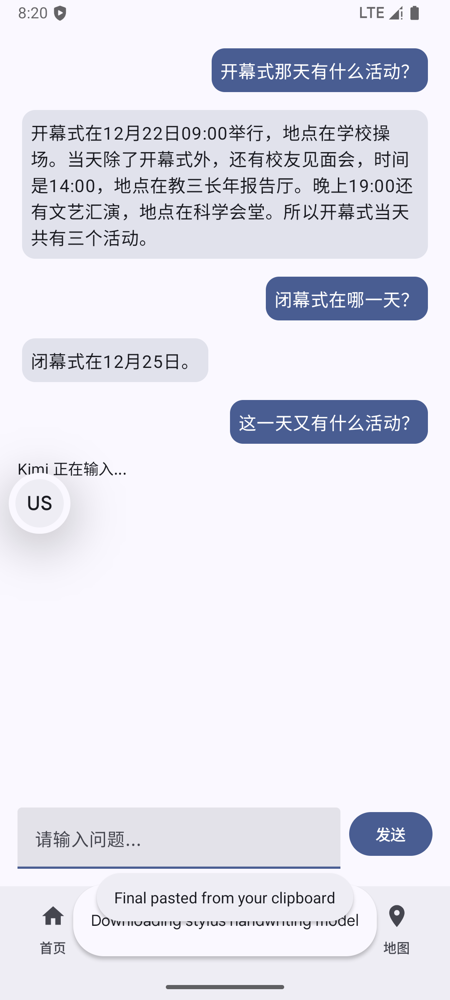 8:20
LTE
开幕式那天有什么活动?
开幕式在12月22日09:00举行，地点在学校操
场。当天除了开幕式外，还有校友见面会，时间
是14:00，地点在教三长年报告厅。晚上19:00还
有文艺汇演，地点在科学会堂。所以开幕式当天
共有三个活动。
闭幕式在哪一天?
闭幕式在12月25日。
这一天又有什么活动?
Kimi 正在输入...
US
请输入问题...
发送
Final pasted from your clipboard
Downloading stylus handwriting model
首页
地图